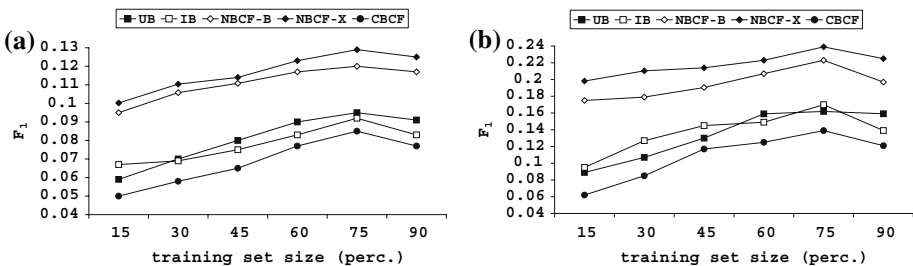 UB IB NBCF-B NBCF-X CBCF
(a)
0.13
0.12
0.11
0.1
0.09
0.08
0.07
0.06
0.05
0.04
F1
15 30 45 60 75 90
training set size (perc.)
UB IB NBCF-B NBCF-X CBCF
(b)
0.24
0.22
0.2
0.18
0.16
0.14
0.12
0.1
0.08
0.06
0.04
F1
15 30 45 60 75 90
training set size (perc.)